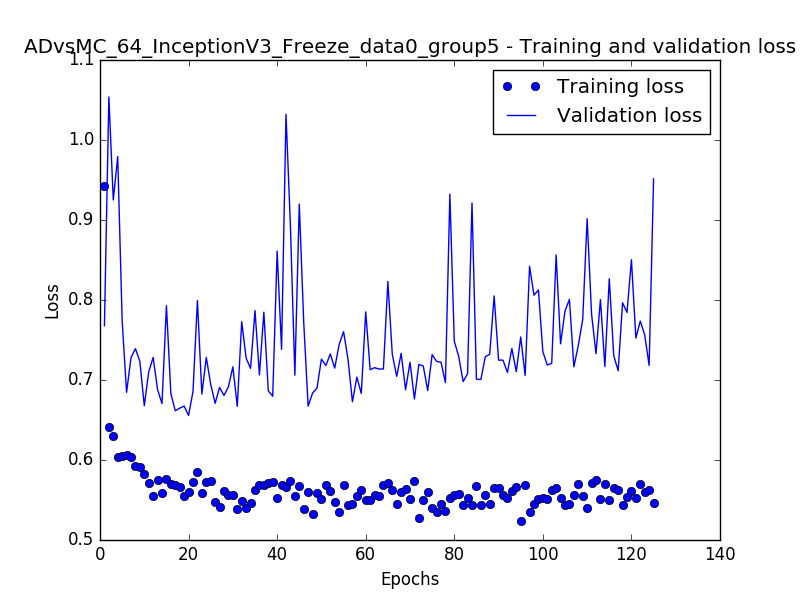 ADvsMC_64_InceptionV3_Freeze_data0_group5 - Training and validation loss
1.1
1.0
0.9
0.8
0.7
0.6
0.5
Loss
Training loss
Validation loss
0 20 40 60 80 100 120 140
Epochs